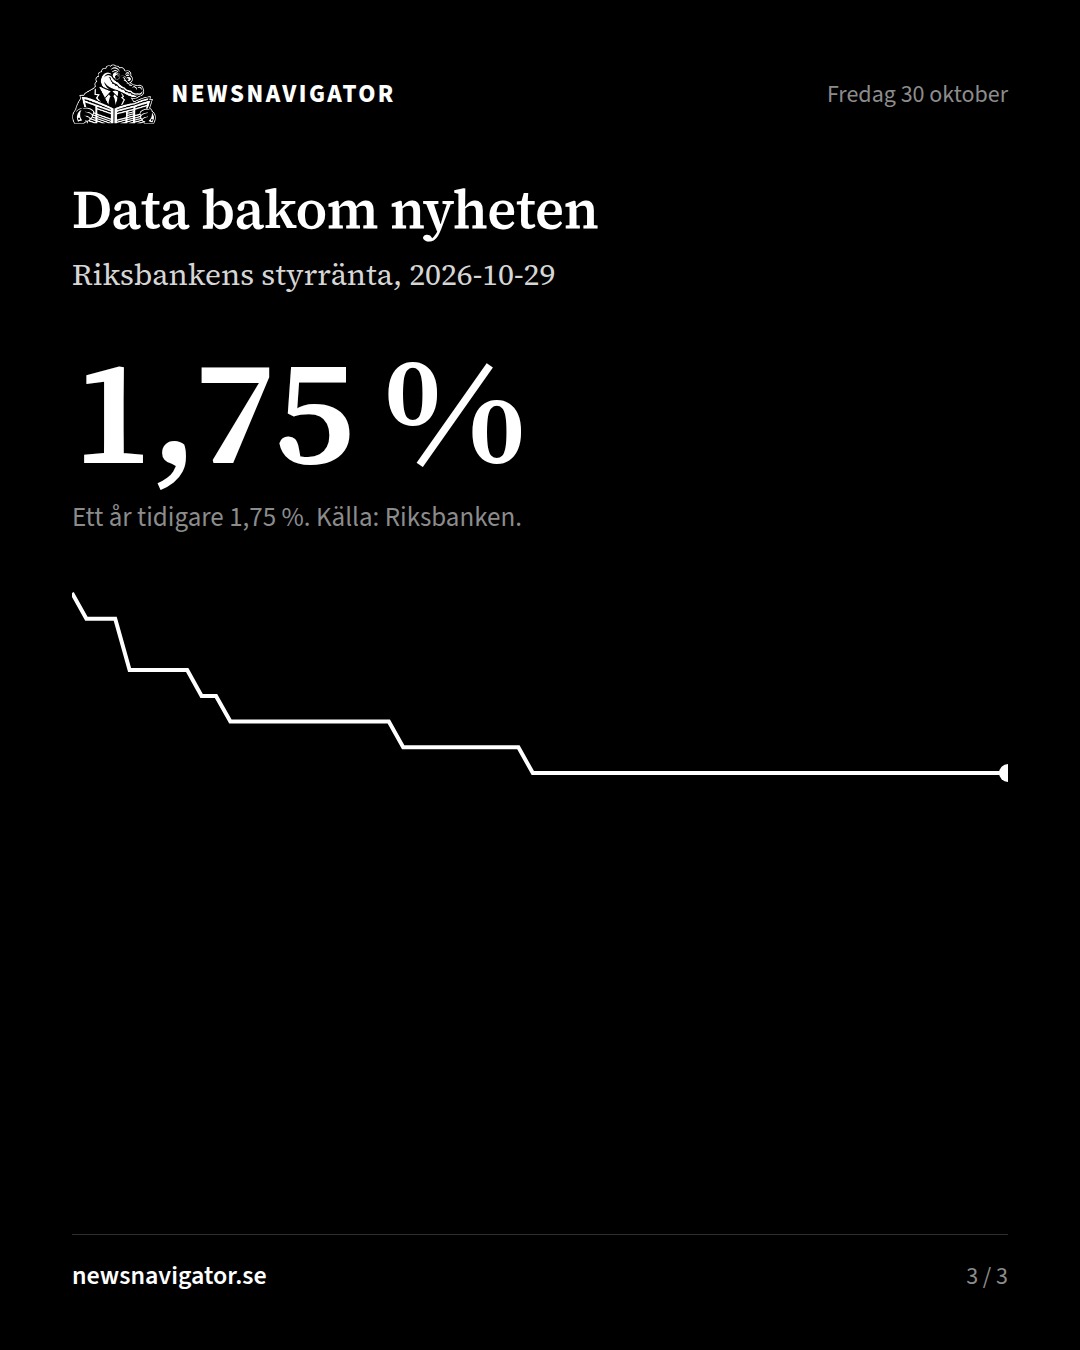 NEWSNAVIGATOR
Fredag 30 oktober
Data bakom nyheten
Riksbankens styrränta, 2026-10-29
1,75 %
Ett år tidigare 1,75 %. Källa: Riksbanken.
newsnavigator.se
3 / 3